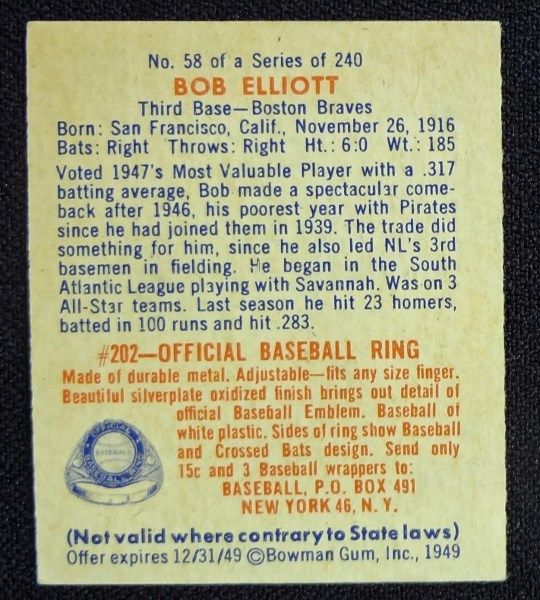 No. 58 of a Series of 240
BOB ELLIOTT
Third Base—Boston Braves
Born: San Francisco, Calif., November 26, 1916
Bats: Right Throws: Right Ht.: 6:0 Wt.: 185
Voted 1947's Most Valuable Player with a .317
batting average, Bob made a spectacular come-
back after 1946, his poorest year with Pirates
since he had joined them in 1939. The trade did
something for him, since he also led NL's 3rd
basemen in fielding. He began in the South
Atlantic League playing with Savannah. Was on 3
All-Star teams. Last season he hit 23 homers,
batted in 100 runs and hit .283.
#202—OFFICIAL BASEBALL RING
Made of durable metal. Adjustable—fits any size finger.
Beautiful silverplate oxidized finish brings out detail of
official Baseball Emblem. Baseball of
white plastic. Sides of ring show Baseball
and Crossed Bats design. Send only
15c and 3 Baseball wrappers to:
BASEBALL, P.O. BOX 491
NEW YORK 46, N. Y.
OFFICIAL
BASEBALL
BASEBALL RING
(Not valid where contrary to State laws)
Offer expires 12/31/49 ©Bowman Gum, Inc., 1949